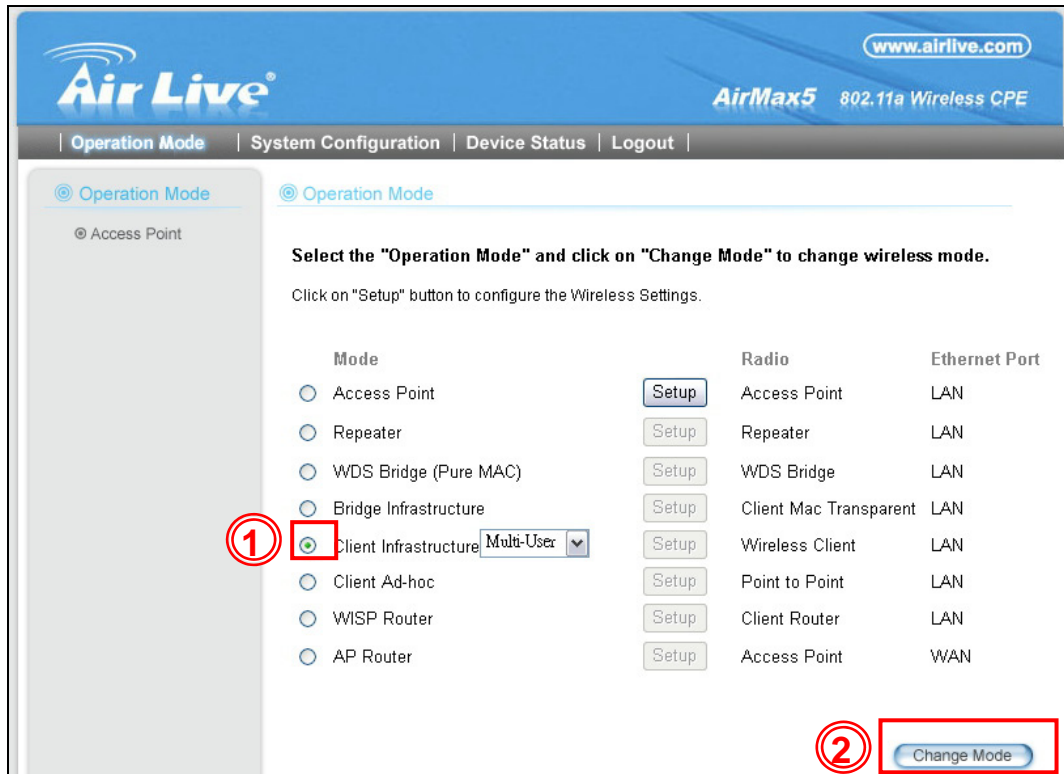 www.airlive.com
Air Live®
AirMax5 802.11a Wireless CPE
| Operation Mode | System Configuration | Device Status | Logout |
Operation Mode
Access Point
Operation Mode
Select the "Operation Mode" and click on "Change Mode" to change wireless mode.
Click on "Setup" button to configure the Wireless Settings.
Mode Radio Ethernet Port
Access Point Setup Access Point LAN
Repeater Setup Repeater LAN
WDS Bridge (Pure MAC) Setup WDS Bridge LAN
Bridge Infrastructure Setup Client Mac Transparent LAN
1 Client Infrastructure Multi-User Setup Wireless Client LAN
Client Ad-hoc Setup Point to Point LAN
WISP Router Setup Client Router LAN
AP Router Setup Access Point WAN
2 Change Mode